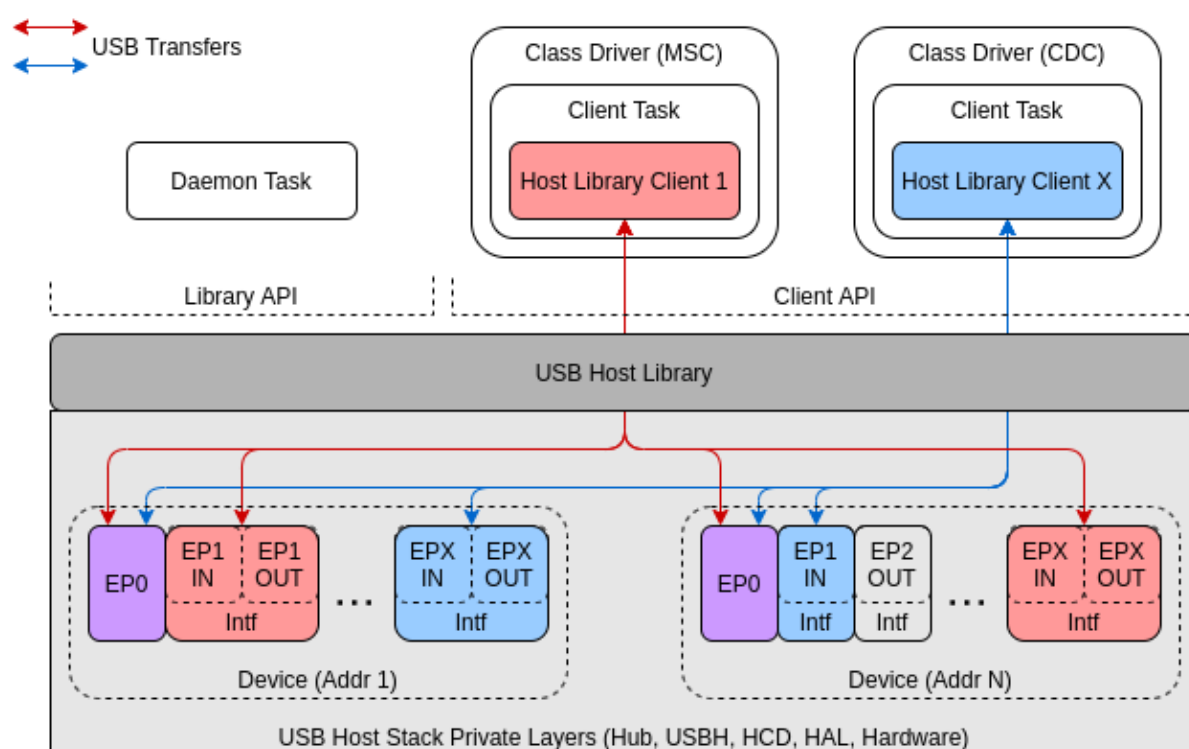 USB Transfers
Class Driver (MSC)
Class Driver (CDC)
Client Task
Client Task
Daemon Task
Host Library Client 1
Host Library Client X
Library API
Client API
USB Host Library
EP0
EP1
IN
EP1
OUT
Intf
...
EPX
IN
EPX
OUT
Intf
Device (Addr 1)
EP0
EP1
IN
Intf
EP2
OUT
Intf
...
EPX
IN
EPX
OUT
Intf
Device (Addr N)
USB Host Stack Private Layers (Hub, USBH, HCD, HAL, Hardware)